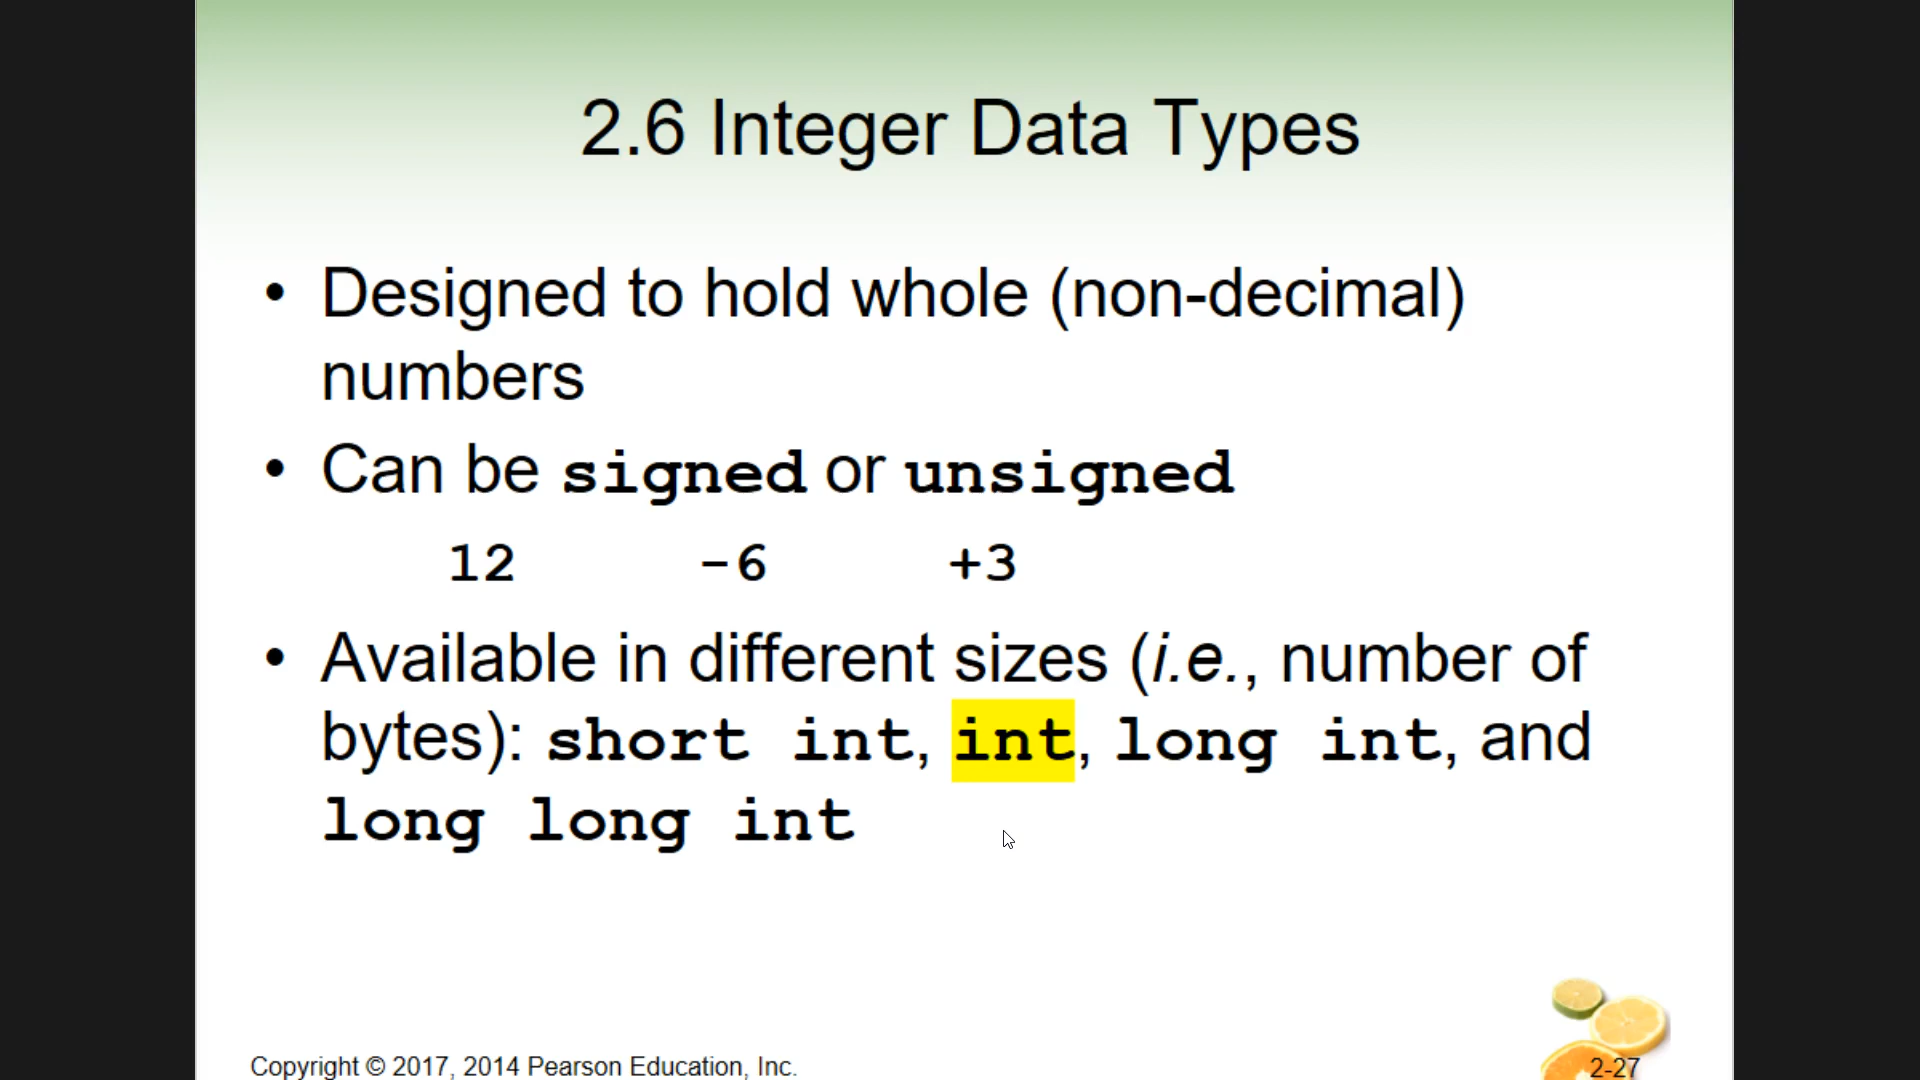 2.6 Integer Data Types
• Designed to hold whole (non-decimal)
numbers
• Can be signed or unsigned
12 -6 +3
• Available in different sizes (i.e., number of
bytes): short int, int, long int, and
long long int
Copyright © 2017, 2014 Pearson Education, Inc.
2-27